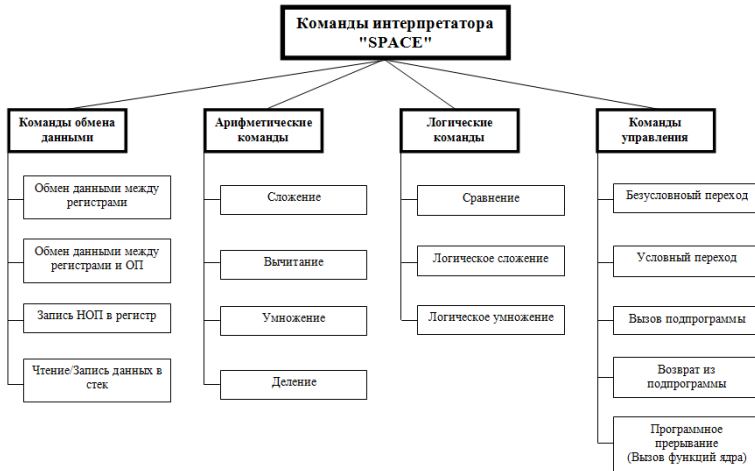 Команды интерпретатора
"SPACE"
Команды обмена
данными
Обмен данными между
регистрами
Обмен данными между
регистрами и ОП
Запись НОП в регистр
Чтение/Запись данных в
стек
Арифметические
команды
Сложение
Вычитание
Умножение
Деление
Логические
команды
Сравнение
Логическое сложение
Логическое умножение
Команды
управления
Безусловноый переход
Условный переход
Вызов подпрограммы
Возврат из
подпрограммы
Программное
прерывание
(Вызов функций ядра)